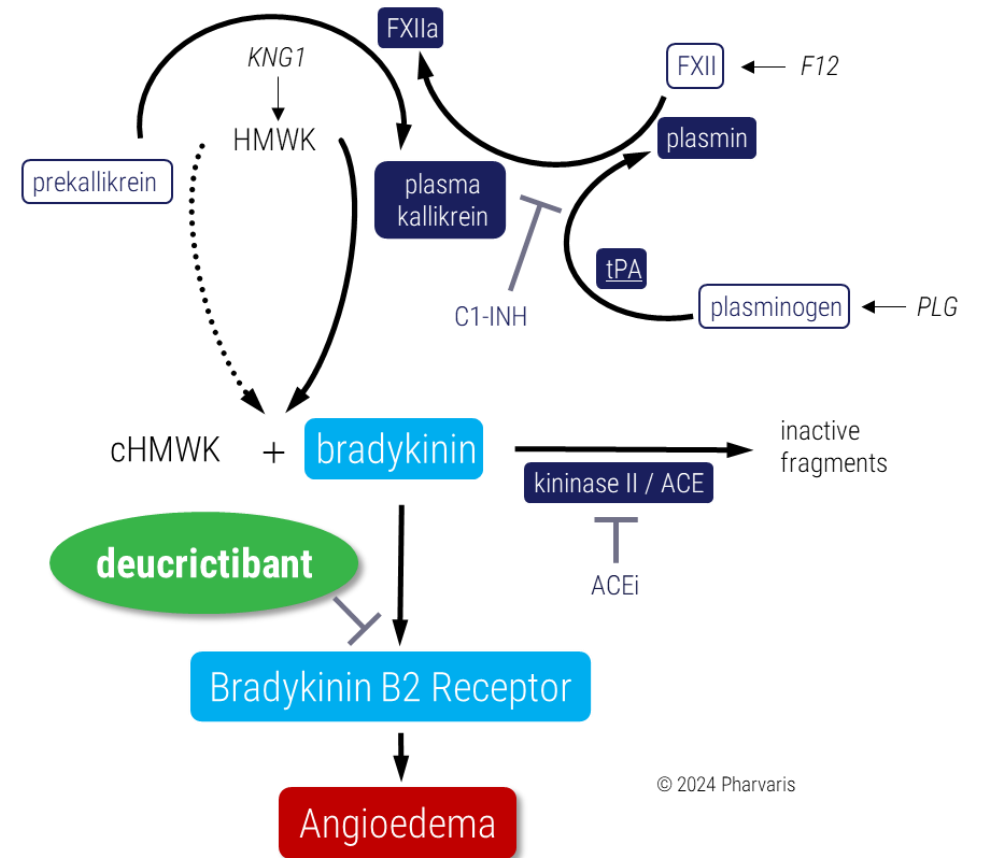 FXIIa
KNG1
FXII
F12
HMWK
plasmin
prekallikrein
plasma
kallikrein
tPA
C1-INH
plasminogen
PLG
cHMWK + bradykinin
inactive
fragments
kininase II / ACE
deucrictibant
ACEi
Bradykinin B2 Receptor
© 2024 Pharvaris
Angioedema